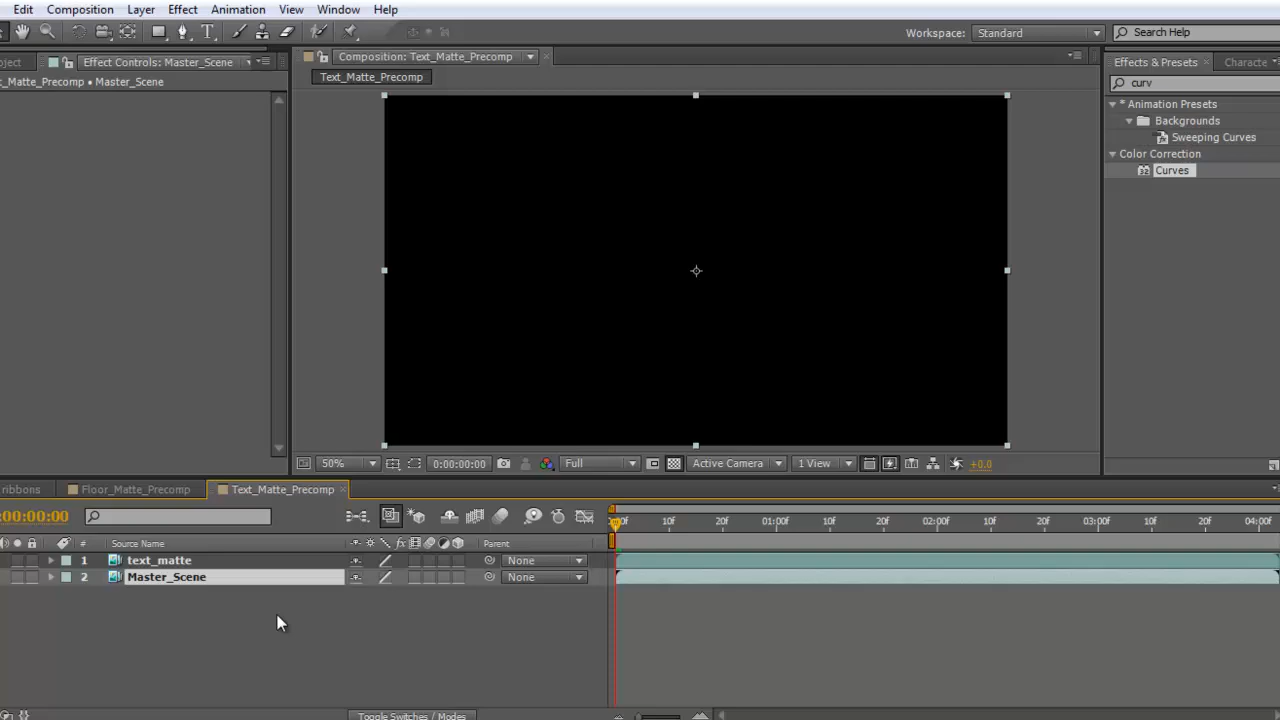 Edit Composition Layer Effect Animation View Window Help
Workspace: Standard Search Help
oject Effect Controls: Master_Scene Composition: Text_Matte_Precomp Effects & Presets Characte
t_Matte_Precomp • Master_Scene Text_Matte_Precomp curv
* Animation Presets
Backgrounds
Sweeping Curves
Color Correction
32 Curves
50% 0:00:00:00 Full Active Camera 1 View +0.0
ribbons Floor_Matte_Precomp Text_Matte_Precomp
:00:00:00 :00f 10f 20f 01:00f 10f 20f 02:00f 10f 20f 03:00f 10f 20f 04:00f
# Source Name fx Parent
1 text_matte None
2 Master_Scene None
Toggle Switches / Modes